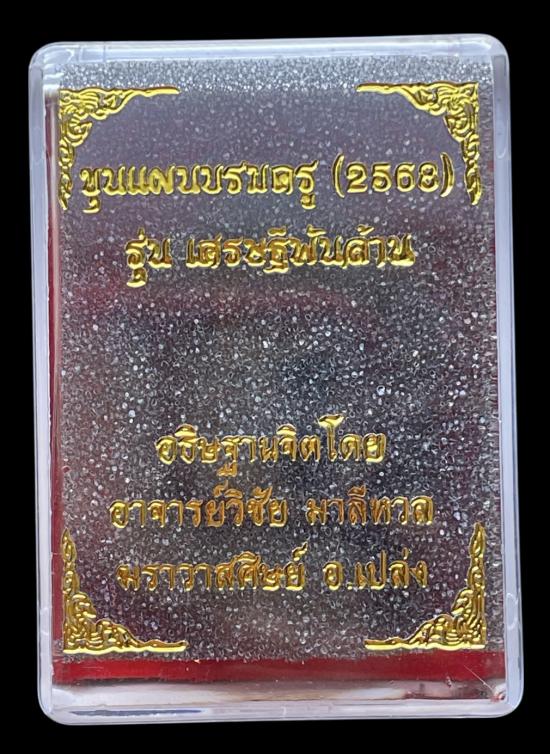 ขุนแผนบรมครู (2568)
รุ่น เศรษฐีพันล้าน
อธิษฐานจิตโดย
อาจารย์วิชัย มาลีหวล
ฆราวาสศิษย์ อ.เปล่ง